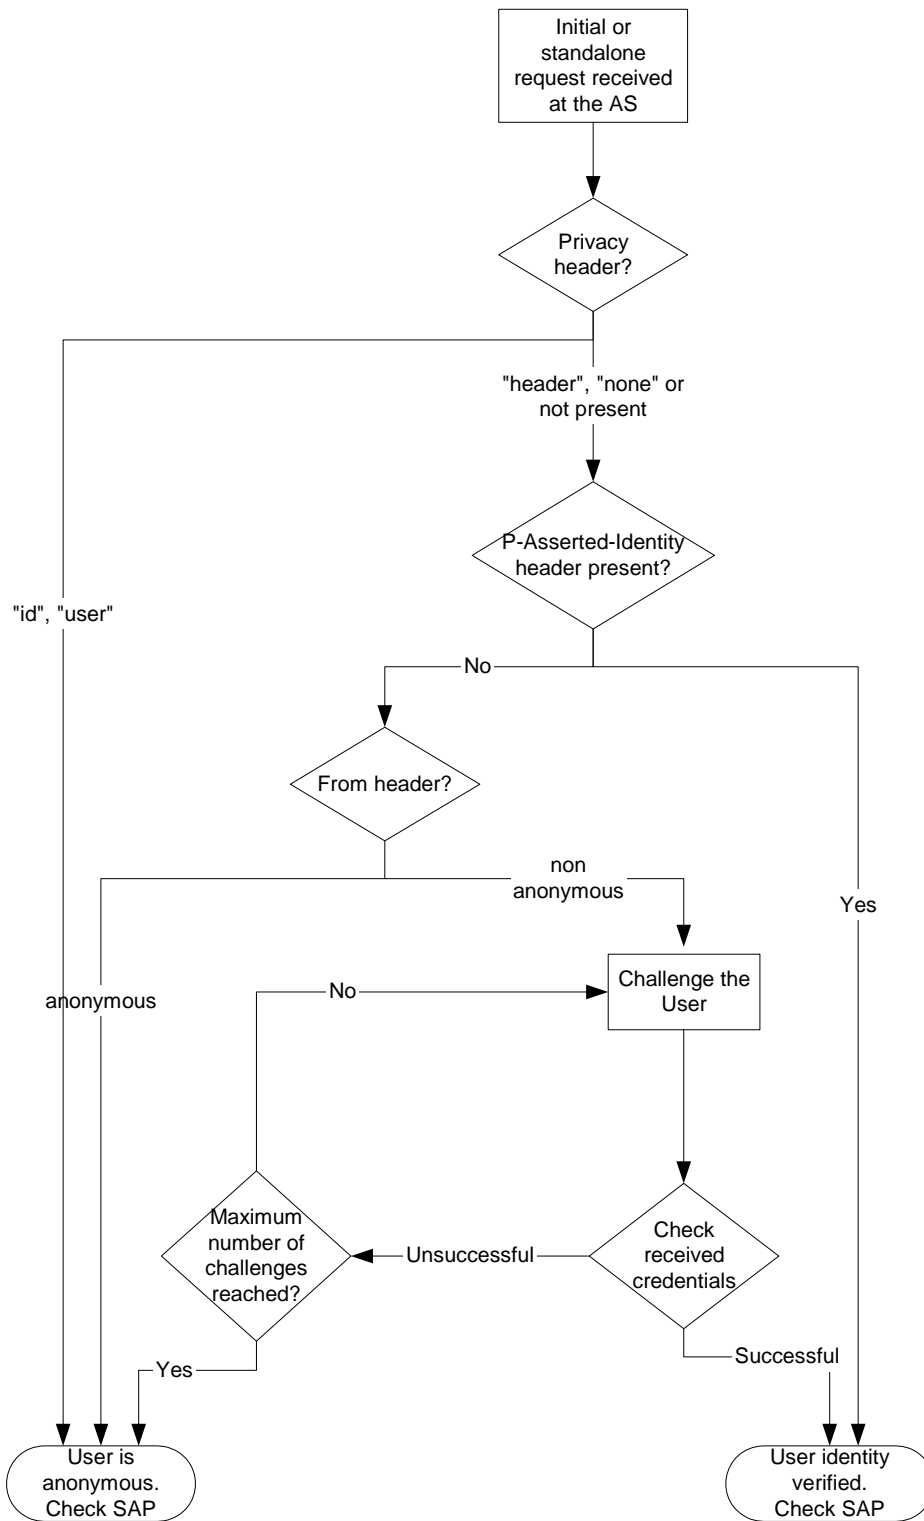 Initial or
standalone
request received
at the AS
Privacy
header?
"header", "none" or
not present
P-Asserted-Identity
header present?
"id", "user"
No
From header?
non
anonymous
Yes
anonymous
No
Challenge the
User
Maximum
number of
challenges
reached?
Unsuccessful
Check
received
credentials
Yes
Successful
User is
anonymous.
Check SAP
User identity
verified.
Check SAP